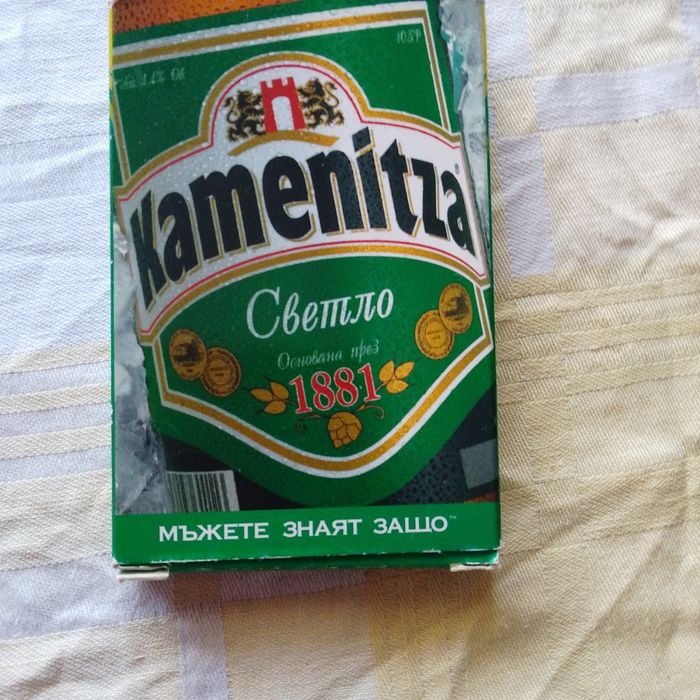 Kamenitza®
Светло
Основана през
1881
МЪЖЕТЕ ЗНАЯТ ЗАЩО™